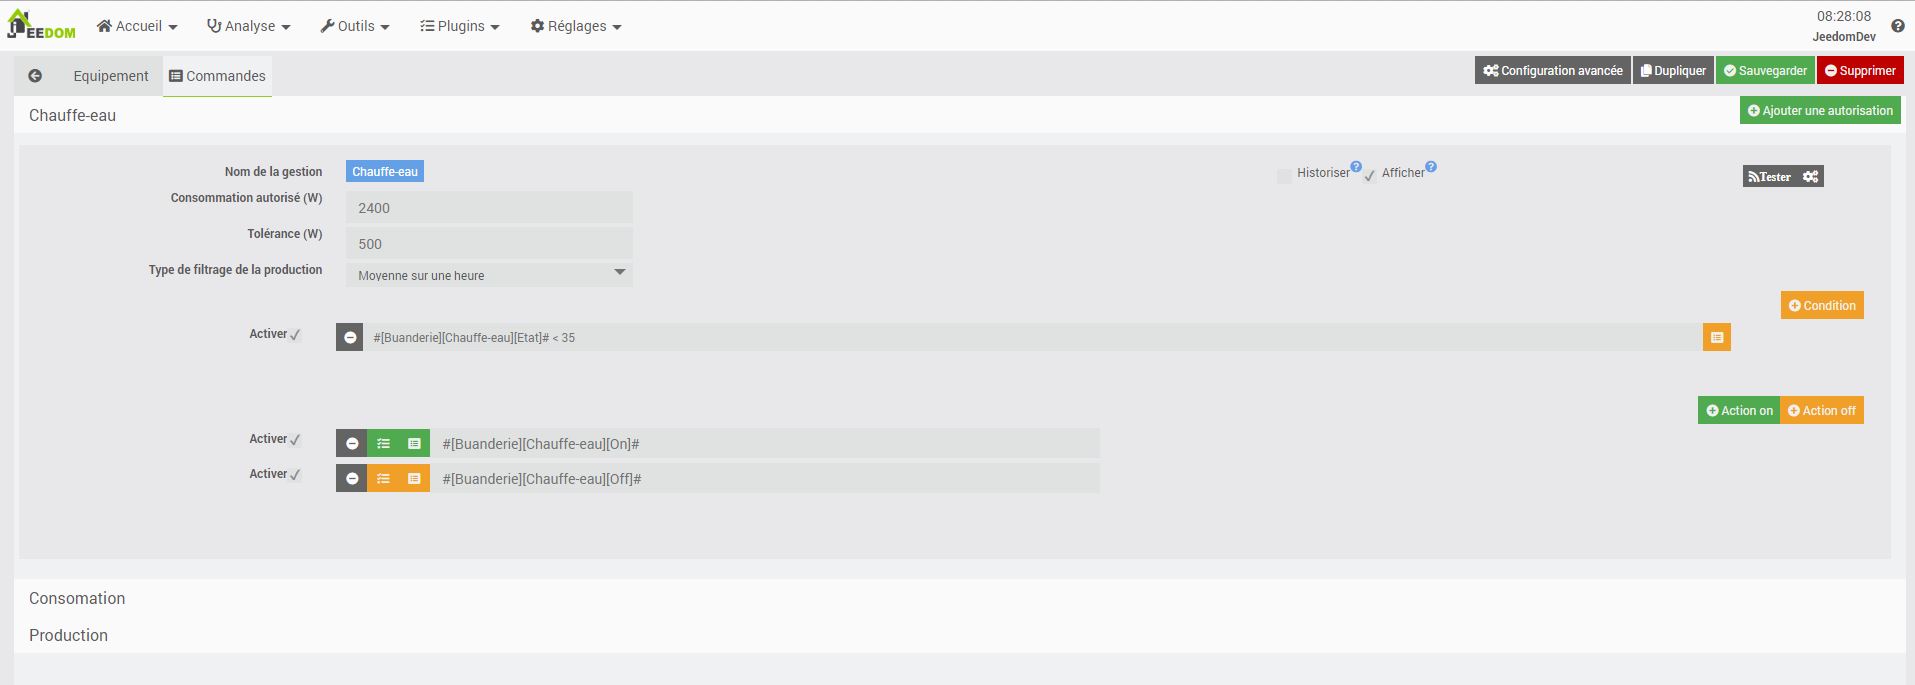 JEEDOM Accueil Analyse Outils Plugins Réglages 08:28:08
JeedomDev
Equipement Commandes Configuration avancée Dupliquer Sauvegarder Supprimer
Chauffe-eau Ajouter une autorisation
Nom de la gestion Chauffe-eau Historiser ? Afficher ? Tester
Consommation autorisé (W) 2400
Tolérance (W) 500
Type de filtrage de la production Moyenne sur une heure
Condition
Activer #[Buanderie][Chauffe-eau][Etat]# < 35
Action on Action off
Activer #[Buanderie][Chauffe-eau][On]#
Activer #[Buanderie][Chauffe-eau][Off]#
Consomation
Production